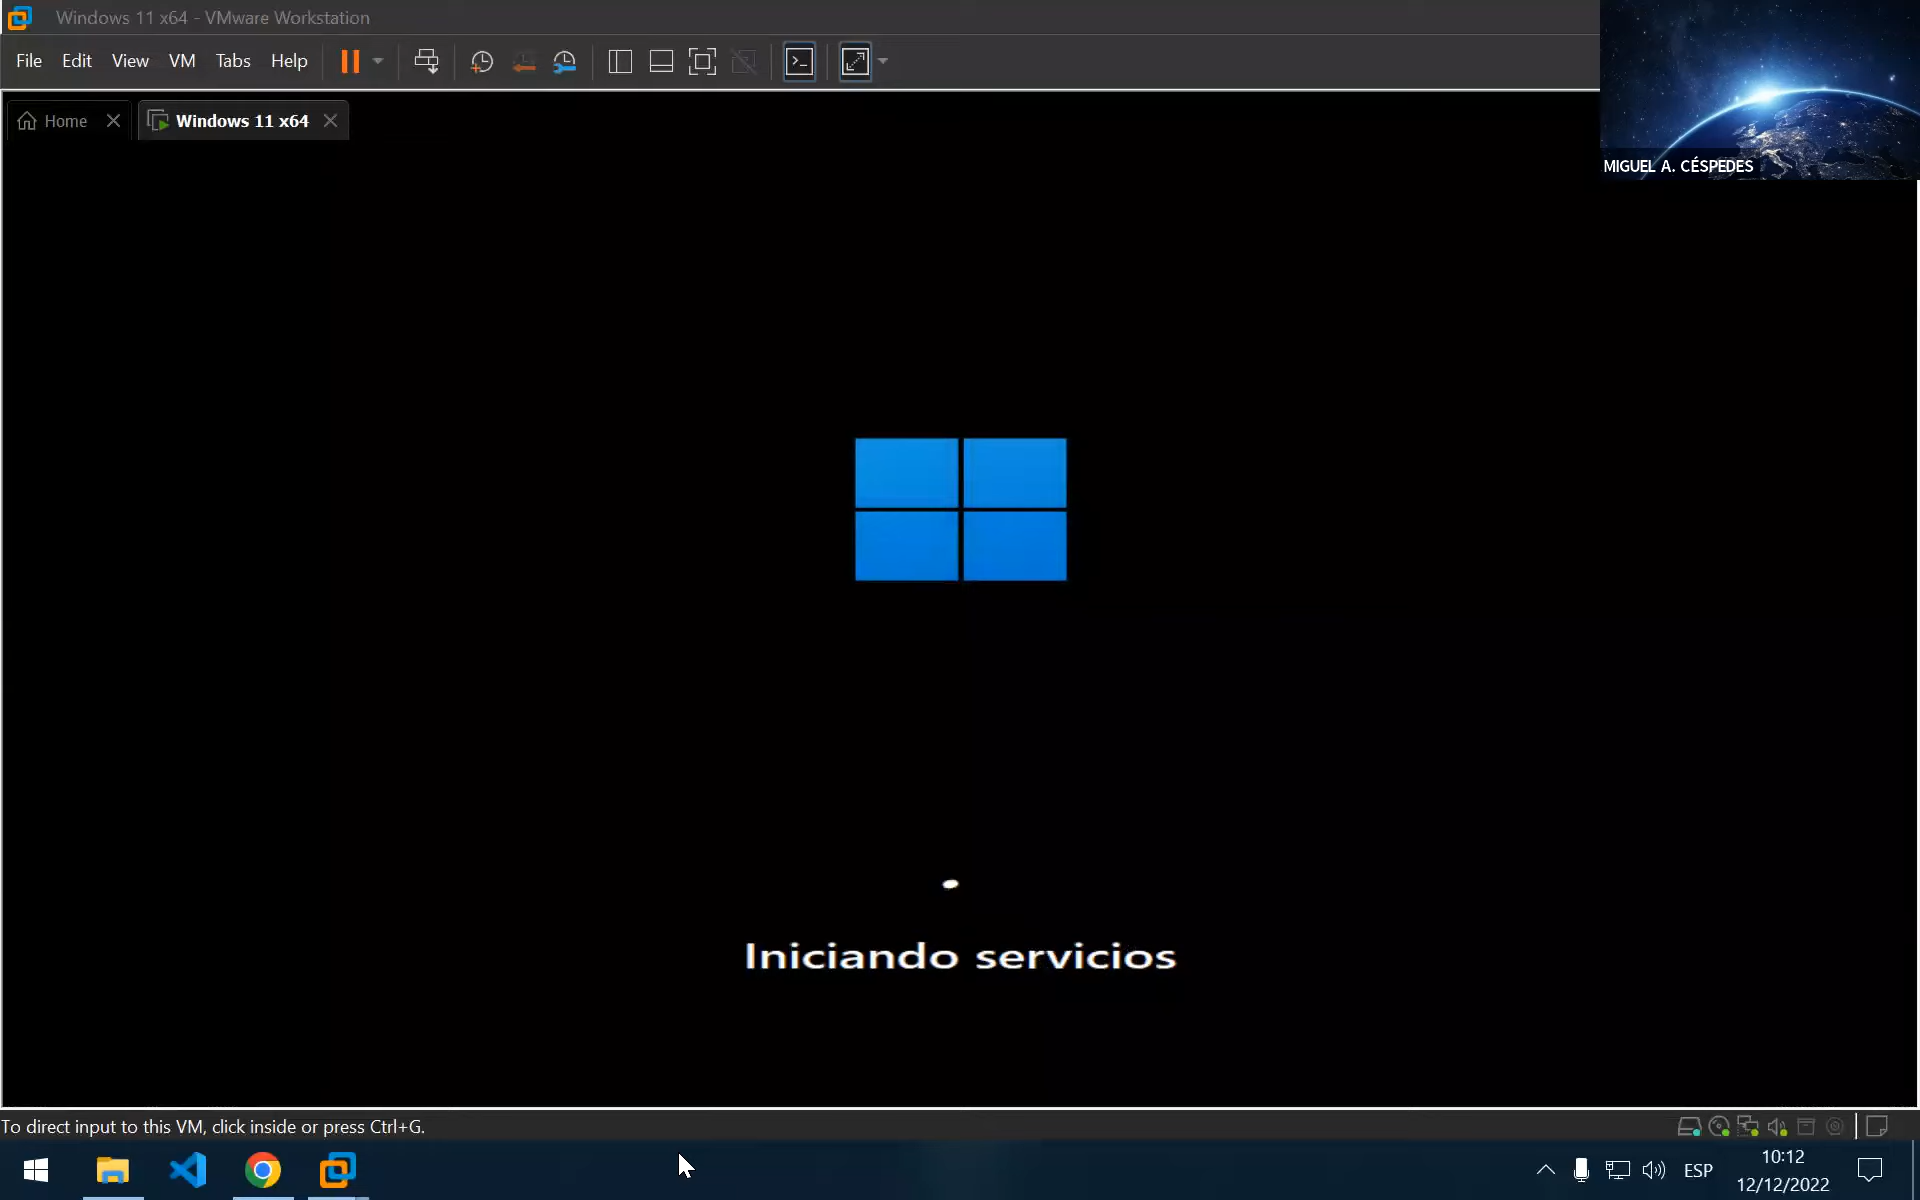 Windows 11 x64 - VMware Workstation
File Edit View VM Tabs Help
Home
Windows 11 x64
MIGUEL A. CÉSPEDES
Iniciando servicios
To direct input to this VM, click inside or press Ctrl+G.
ESP
10:12
12/12/2022